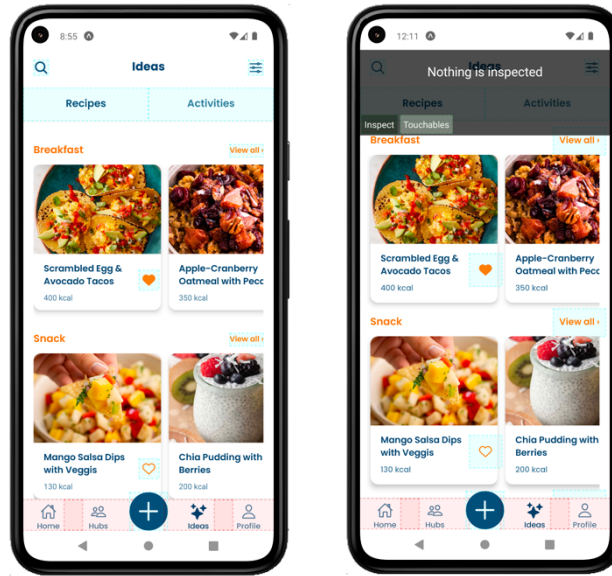 8:55
Ideas
Recipes
Activities
Breakfast
View all ›
Scrambled Egg &
Avocado Tacos
400 kcal
Apple-Cranberry
Oatmeal with Peca
350 kcal
Snack
View all ›
Mango Salsa Dips
with Veggis
130 kcal
Chia Pudding with
Berries
200 kcal
Home
Hubs
Ideas
Profile
12:11
Ideas
Nothing is inspected
Recipes
Activities
Inspect
Touchables
Breakfast
View all ›
Scrambled Egg &
Avocado Tacos
400 kcal
Apple-Cranberry
Oatmeal with Peca
350 kcal
Snack
View all ›
Mango Salsa Dips
with Veggis
130 kcal
Chia Pudding with
Berries
200 kcal
Home
Hubs
Ideas
Profile